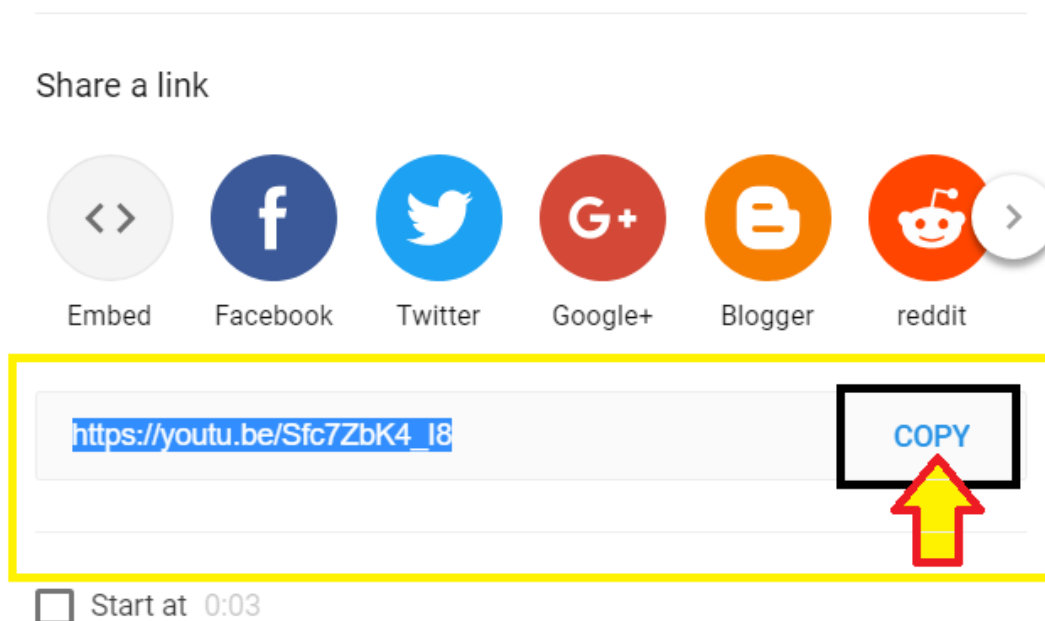 Share a link
Embed Facebook Twitter Google+ Blogger reddit
https://youtu.be/Sfc7ZbK4_I8 COPY
Start at 0:03